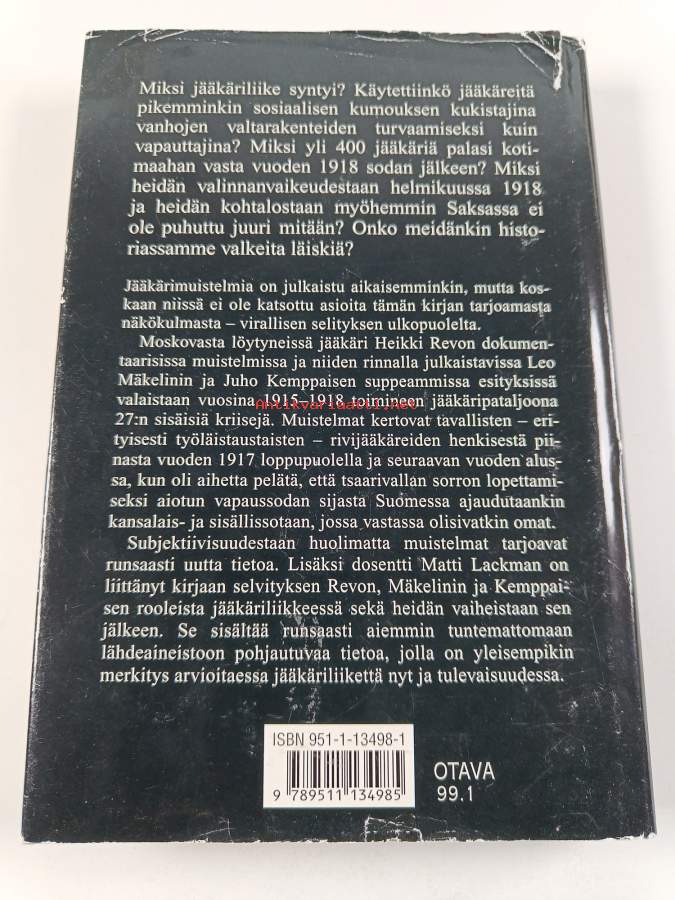 Miksi jääkäriliike syntyi? Käytettiinkö jääkäreitä
pikemminkin sosiaalisen kumouksen kukistajina
vanhojen valtarakenteiden turvaamiseksi kuin
vapauttajina? Miksi yli 400 jääkäriä palasi koti-
maahan vasta vuoden 1918 sodan jälkeen? Miksi
heidän valinnanvaikeudestaan helmikuussa 1918
ja heidän kohtalostaan myöhemmin Saksassa ei
ole puhuttu juuri mitään? Onko meidänkin histo-
riassamme valkeita läiskiä?
Jääkärimuistelmia on julkaistu aikaisemminkin, mutta kos-
kaan niissä ei ole katsottu asioita tämän kirjan tarjoamasta
näkökulmasta – virallisen selityksen ulkopuolelta.
Moskovasta löytyneissä jääkäri Heikki Revon dokumen-
taarisissa muistelmissa ja niiden rinnalla julkaistavissa Leo
Mäkelinin ja Juho Kemppaisen suppeammissa esityksissä
valaistaan vuosina 1915–1918 toimineen jääkäripataljoona
Antikvariaatti.net
27:n sisäisiä kriisejä. Muistelmat kertovat tavallisten – eri-
tyisesti työläistaustaisten – rivijääkäreiden henkisestä pii-
nasta vuoden 1917 loppupuolella ja seuraavan vuoden alus-
sa, kun oli aihetta pelätä, että tsaarivallan sorron lopettami-
seksi aiotun vapaussodan sijasta Suomessa ajaudutaankin
kansalais- ja sisällissotaan, jossa vastassa olisivatkin omat.
Subjektiivisuudestaan huolimatta muistelmat tarjoavat
runsaasti uutta tietoa. Lisäksi dosentti Matti Lackman on
liittänyt kirjaan selvityksen Revon, Mäkelinin ja Kemppai-
sen rooleista jääkäriliikkeessä sekä heidän vaiheistaan sen
jälkeen. Se sisältää runsaasti aiemmin tuntemattomaan
lähdeaineistoon pohjautuvaa tietoa, jolla on yleisempikin
merkitys arvioitaessa jääkäriliikettä nyt ja tulevaisuudessa.
ISBN 951-1-13498-1
9 789511 134985
OTAVA
99.1